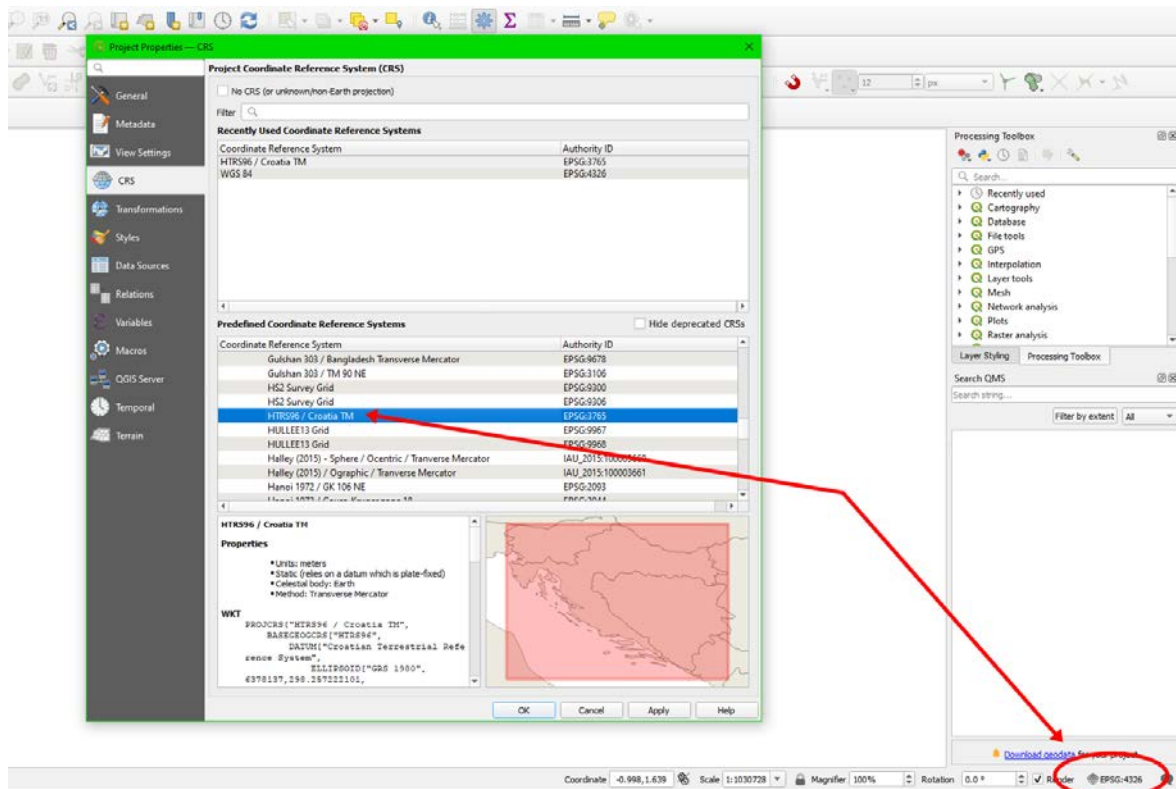 12
px
Project Properties — CRS
General
Metadata
View Settings
CRS
Transformations
Styles
Data Sources
Relations
Variables
Macros
QGIS Server
Temporal
Terrain
Project Coordinate Reference System (CRS)
No CRS (or unknown/non-Earth projection)
Filter
Recently Used Coordinate Reference Systems
Coordinate Reference System Authority ID
HTRS96 / Croatia TM EPSG:3765
WGS 84 EPSG:4326
Predefined Coordinate Reference Systems Hide deprecated CRSs
Coordinate Reference System Authority ID
Gulshan 303 / Bangladesh Transverse Mercator EPSG:9678
Gulshan 303 / TM 90 NE EPSG:3106
HS2 Survey Grid EPSG:9300
HS2 Survey Grid EPSG:9306
HTRS96 / Croatia TM EPSG:3765
HULLEE13 Grid EPSG:9967
HULLEE13 Grid EPSG:9968
Halley (2015) - Sphere / Ocentric / Tranverse Mercator
Halley (2015) / Ographic / Tranverse Mercator IAU_2015:100003661
Hanoi 1972 / GK 106 NE EPSG:2093
HTRS96 / Croatia TM
Properties
Units: meters
Static (relies on a datum which is plate-fixed)
Celestial body: Earth
Method: Transverse Mercator
WKT
PROJCRS["HTRS96 / Croatia TM",
BASEGEOGCRS["HTRS96",
DATUM["Croatian Terrestrial Refe
rence System",
ELLIPSOID["GRS 1980",
6378137,298.257222101,
OK Cancel Apply Help
Processing Toolbox
Search...
Recently used
Cartography
Database
File tools
GPS
Interpolation
Layer tools
Mesh
Network analysis
Plots
Raster analysis
Layer Styling Processing Toolbox
Search QMS
Search string...
Filter by extent All
Download geodata for your project
Coordinate -0.998,1.639 Scale 1:1030728 Magnifier 100% Rotation 0.0 ° Render EPSG:4326